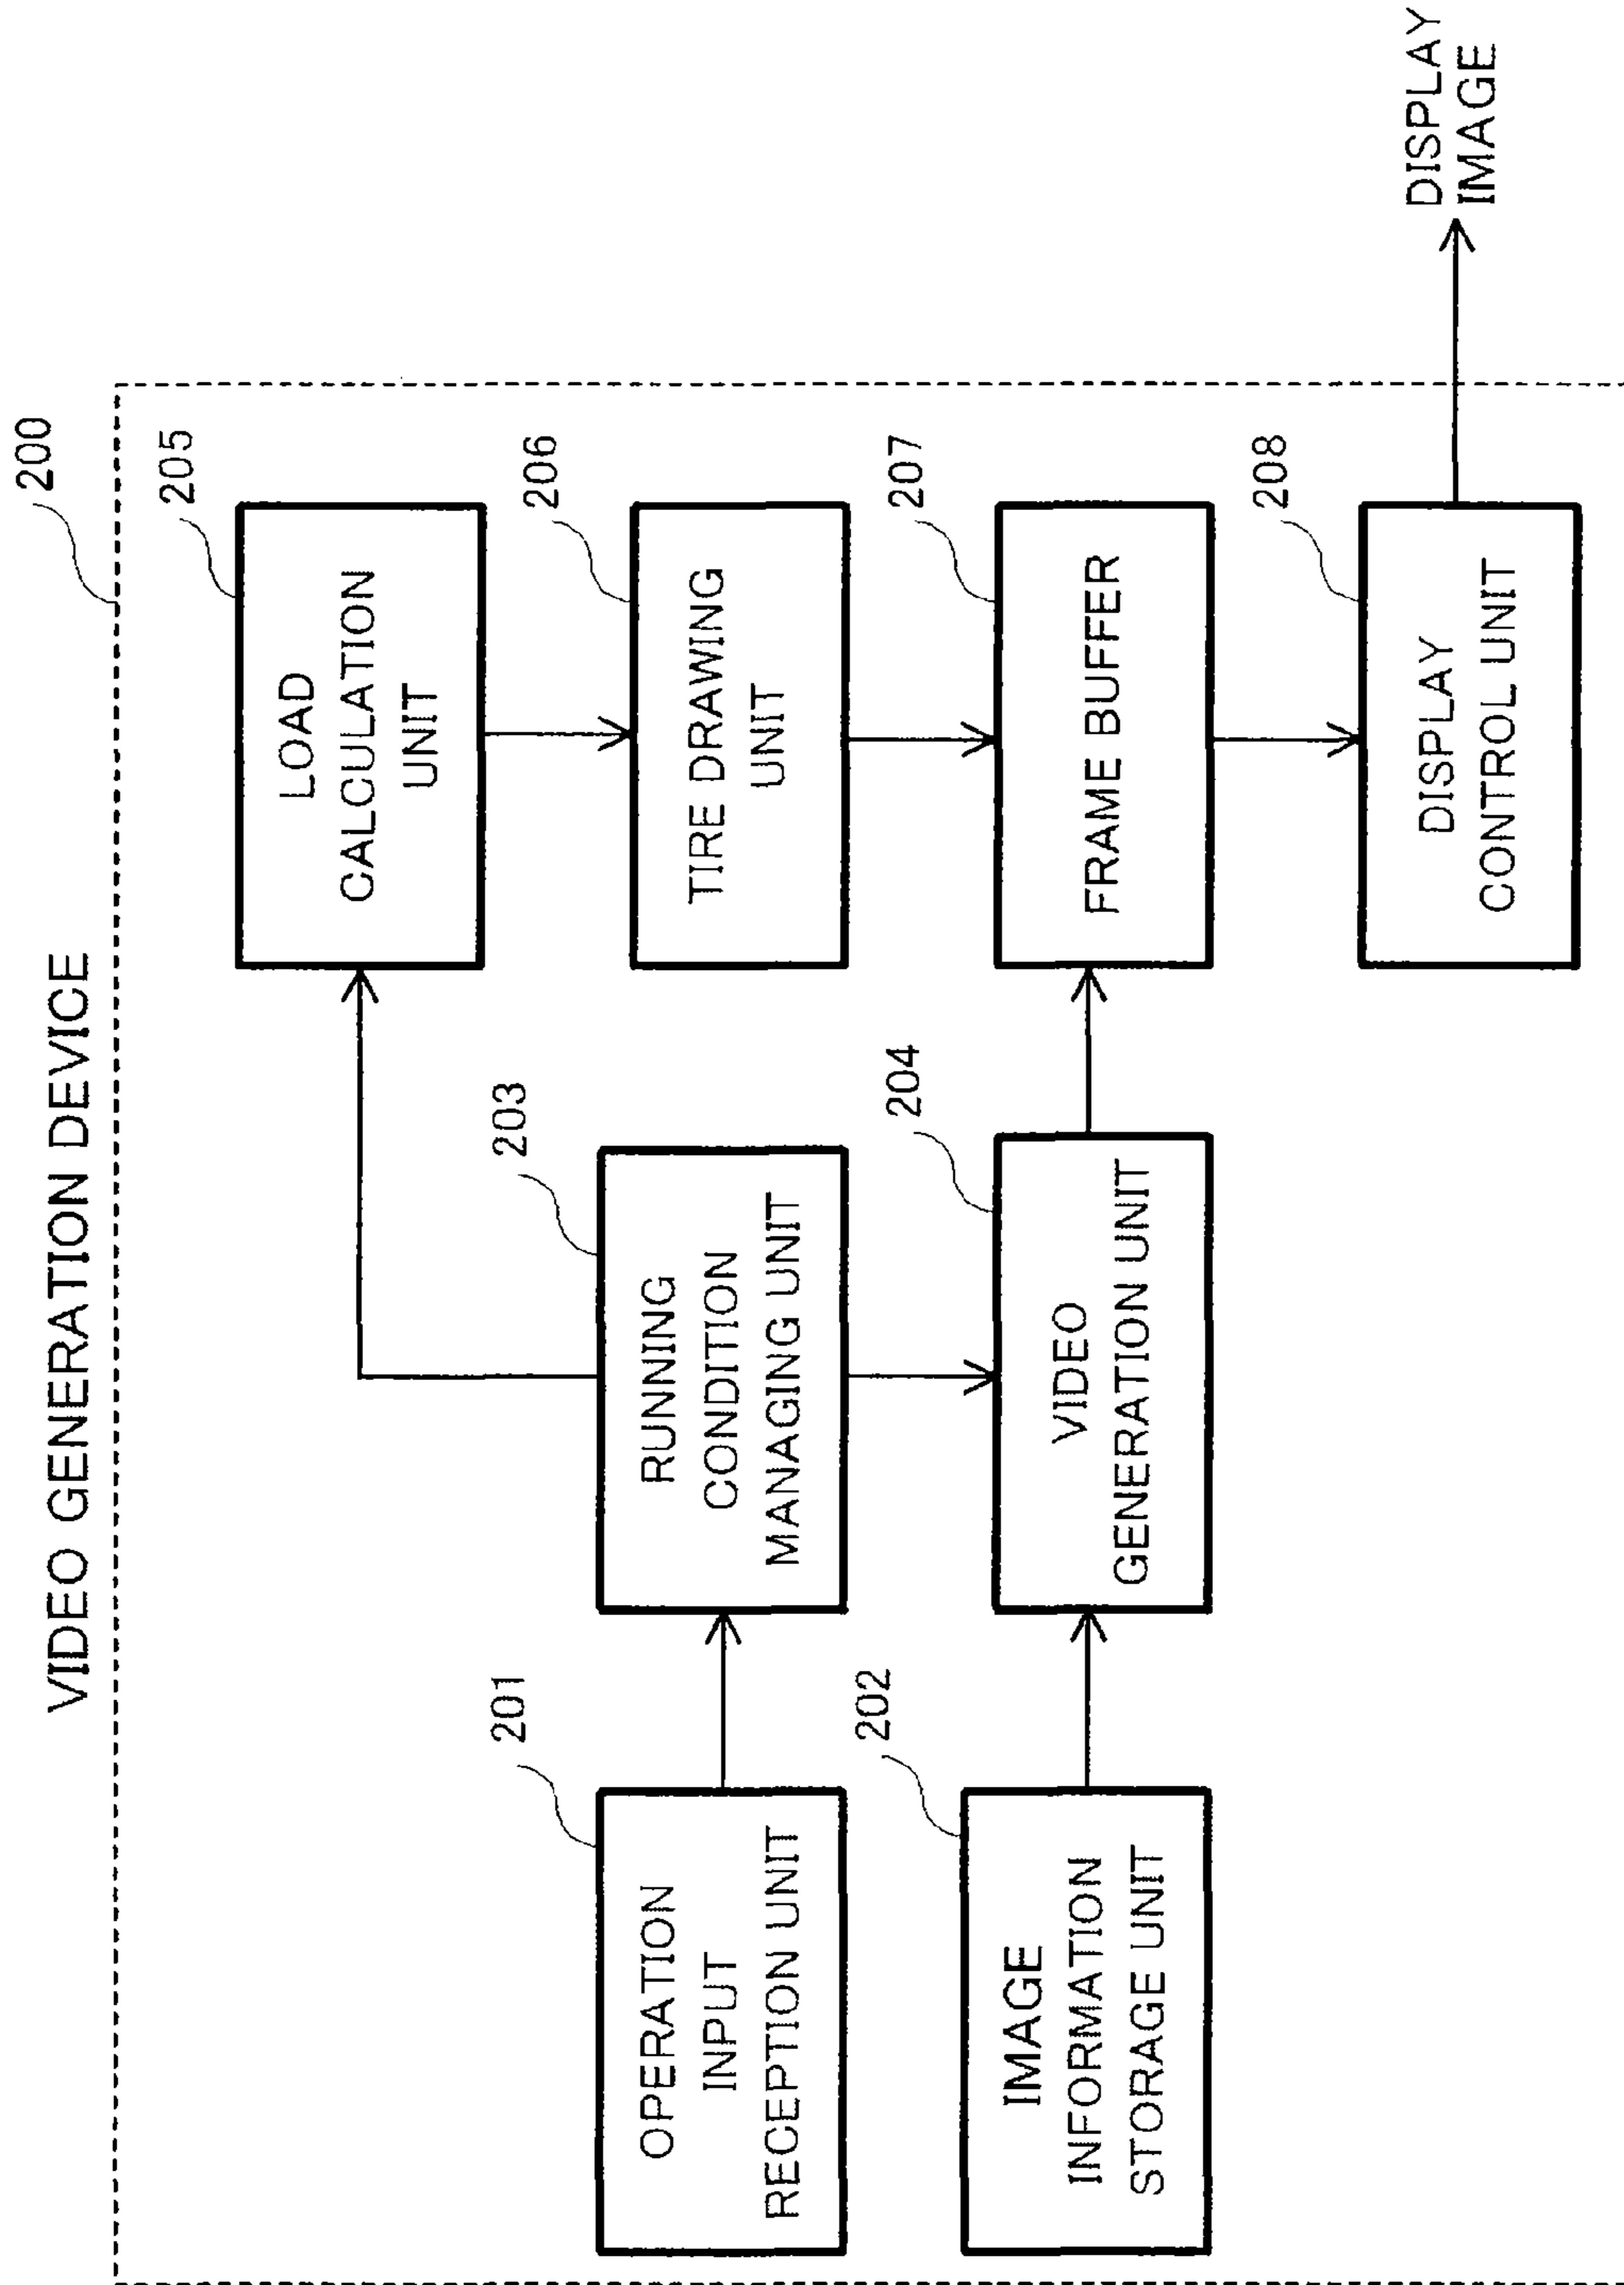 VIDEO GENERATION DEVICE
200
201
OPERATION
INPUT
RECEPTION UNIT
202
IMAGE
INFORMATION
STORAGE UNIT
203
RUNNING
CONDITION
MANAGING UNIT
204
VIDEO
GENERATION UNIT
205
LOAD
CALCULATION
UNIT
206
TIRE DRAWING
UNIT
207
FRAME BUFFER
208
DISPLAY
CONTROL UNIT
DISPLAY
IMAGE